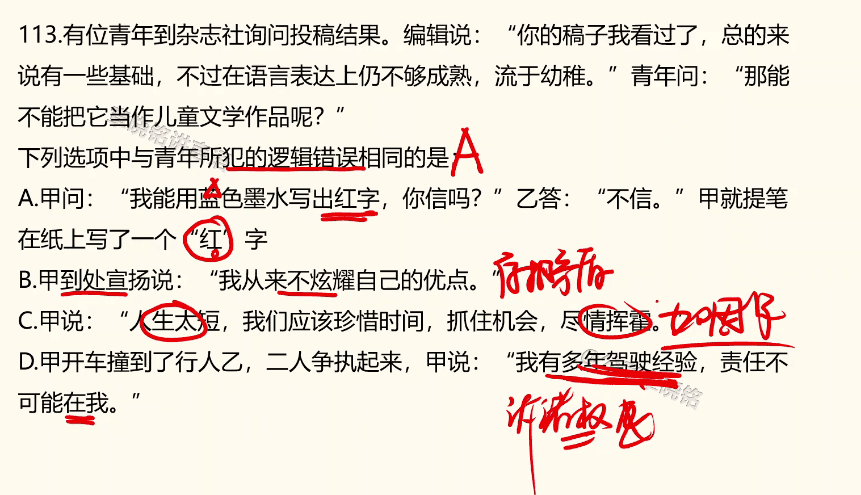 113.有位青年到杂志社询问投稿结果。编辑说：“你的稿子我看过了，总的来
说有一些基础，不过在语言表达上仍不够成熟，流于幼稚。”青年问：“那能
不能把它当作儿童文学作品呢？”
下列选项中与青年所犯的逻辑错误相同的是 A
A.甲问：“我能用蓝色墨水写出红字，你信吗？”乙答：“不信。”甲就提笔
在纸上写了一个“红”字
B.甲到处宣扬说：“我从来不炫耀自己的优点。” 自相矛盾
C.甲说：“人生太短，我们应该珍惜时间，抓住机会，尽情挥霍。”
D.甲开车撞到了行人乙，二人争执起来，甲说：“我有多年驾驶经验，责任不
可能在我。”
诉诸权威